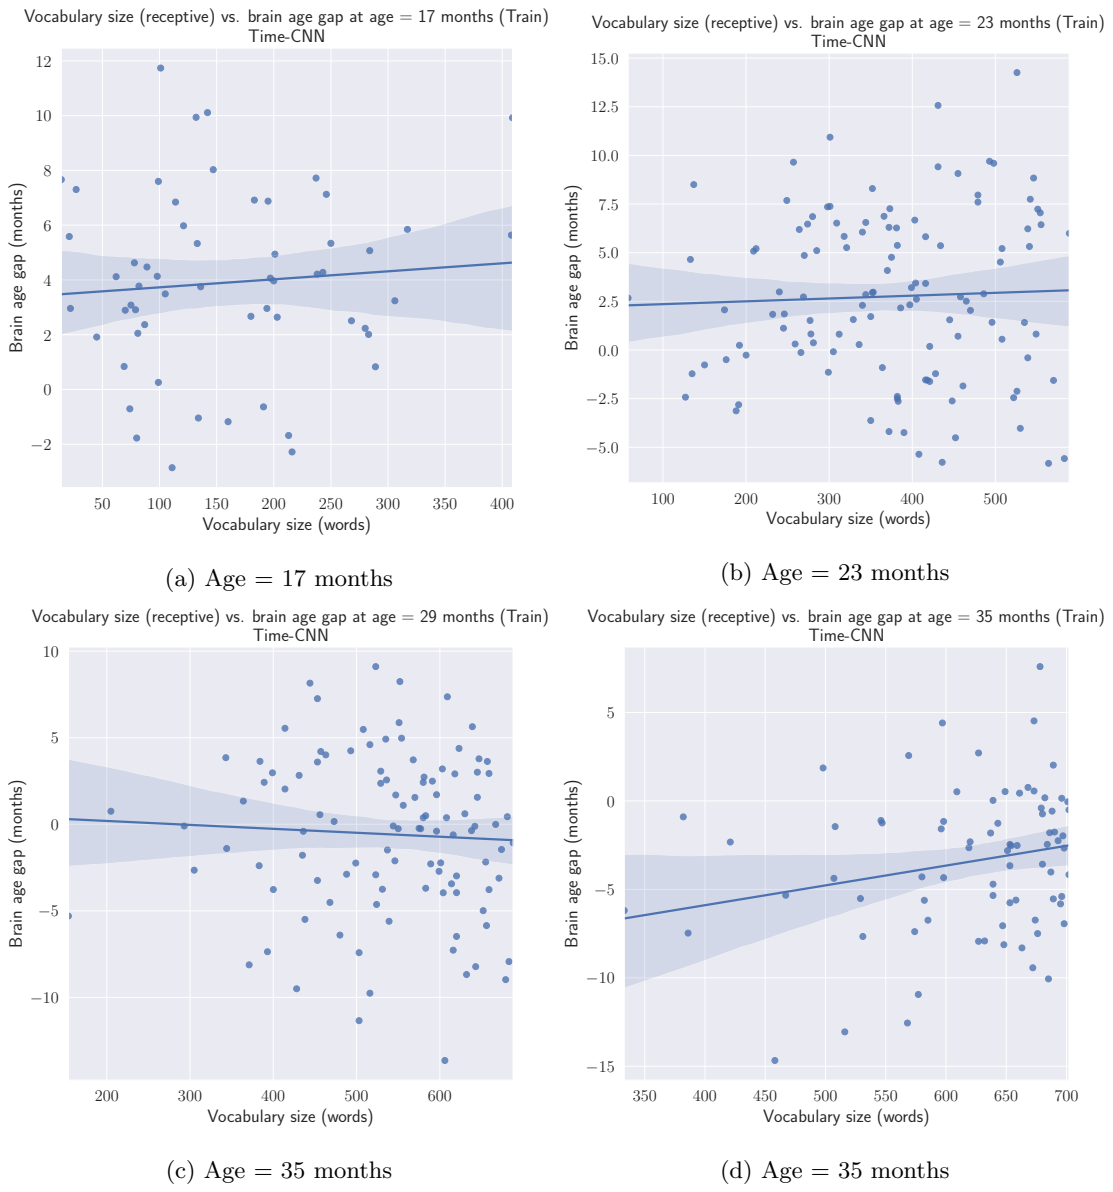 Vocabulary size (receptive) vs. brain age gap at age = 17 months (Train)
Time-CNN
12
10
8
6
4
2
0
−2
Brain age gap (months)
50 100 150 200 250 300 350 400
Vocabulary size (words)
(a) Age = 17 months
Vocabulary size (receptive) vs. brain age gap at age = 23 months (Train)
Time-CNN
15.0
12.5
10.0
7.5
5.0
2.5
0.0
−2.5
−5.0
Brain age gap (months)
100 200 300 400 500
Vocabulary size (words)
(b) Age = 23 months
Vocabulary size (receptive) vs. brain age gap at age = 29 months (Train)
Time-CNN
10
5
0
−5
−10
Brain age gap (months)
200 300 400 500 600
Vocabulary size (words)
(c) Age = 35 months
Vocabulary size (receptive) vs. brain age gap at age = 35 months (Train)
Time-CNN
5
0
−5
−10
−15
Brain age gap (months)
350 400 450 500 550 600 650 700
Vocabulary size (words)
(d) Age = 35 months